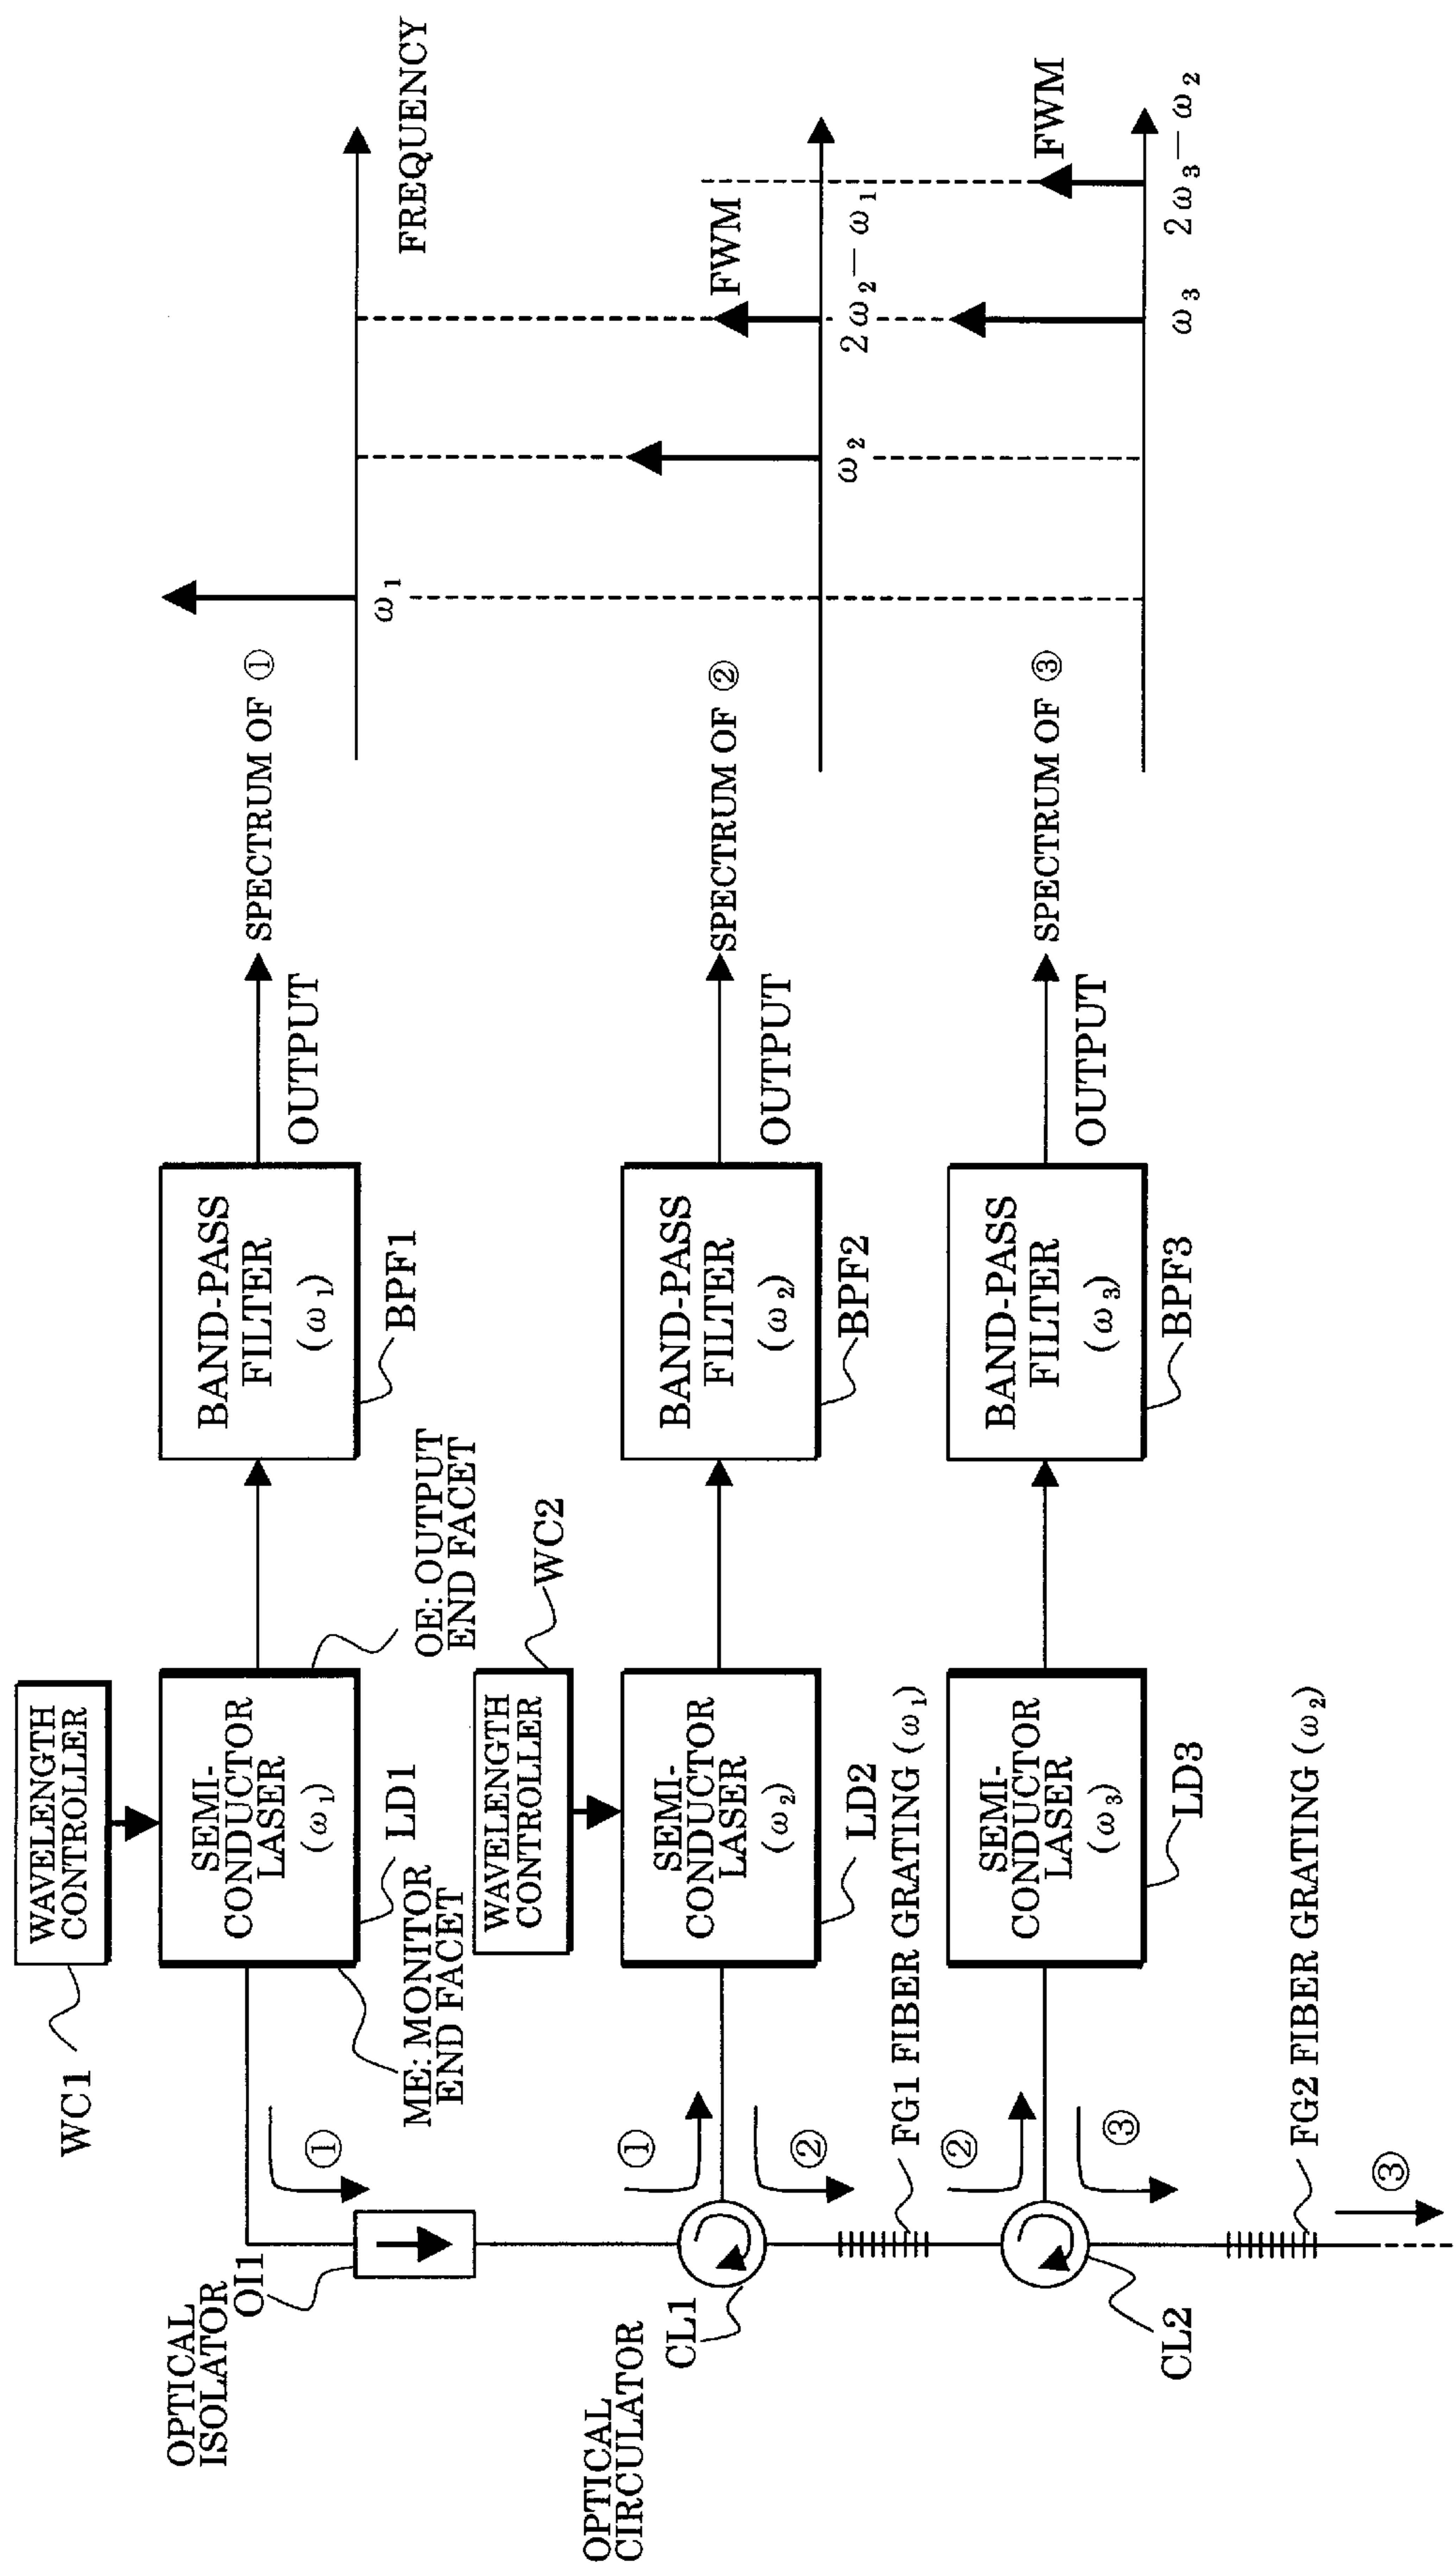 WAVELENGTH
CONTROLLER
WC1
SEMI-
CONDUCTOR
LASER
(ω1)
LD1
ME: MONITOR
END FACET
OE: OUTPUT
END FACET
BAND-PASS
FILTER
(ω1)
BPF1
OUTPUT
SPECTRUM OF ①
ω1
FREQUENCY
OPTICAL
ISOLATOR
OI1
①
WAVELENGTH
CONTROLLER
WC2
OPTICAL
CIRCULATOR
CL1
①
②
SEMI-
CONDUCTOR
LASER
(ω2)
LD2
BAND-PASS
FILTER
(ω2)
BPF2
OUTPUT
SPECTRUM OF ②
ω2
FWM
2ω2−ω1
FG1 FIBER GRATING (ω1)
②
③
CL2
SEMI-
CONDUCTOR
LASER
(ω3)
LD3
BAND-PASS
FILTER
(ω3)
BPF3
OUTPUT
SPECTRUM OF ③
ω3
FWM
2ω3−ω2
FG2 FIBER GRATING (ω2)
③